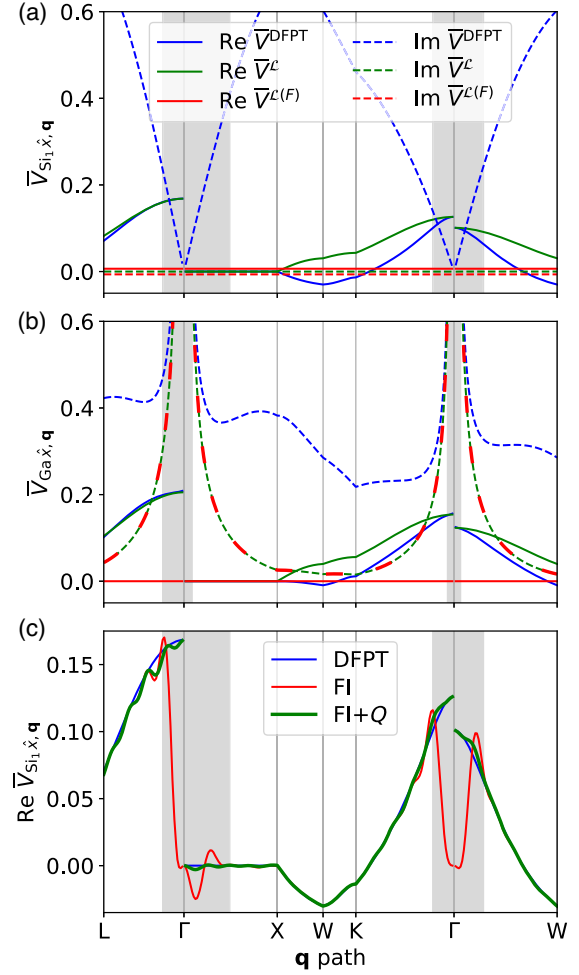 (a)
Re V̄^DFPT
Re V̄^ℒ
Re V̄^ℒ(F)
Im V̄^DFPT
Im V̄^ℒ
Im V̄^ℒ(F)
0.6
0.4
0.2
0.0
V̄_Si₁ x̂, q
(b)
0.6
0.4
0.2
0.0
V̄_Ga x̂, q
(c)
DFPT
FI
FI+Q
0.15
0.10
0.05
0.00
Re V̄_Si₁ x̂, q
L Γ X W K Γ W
q path